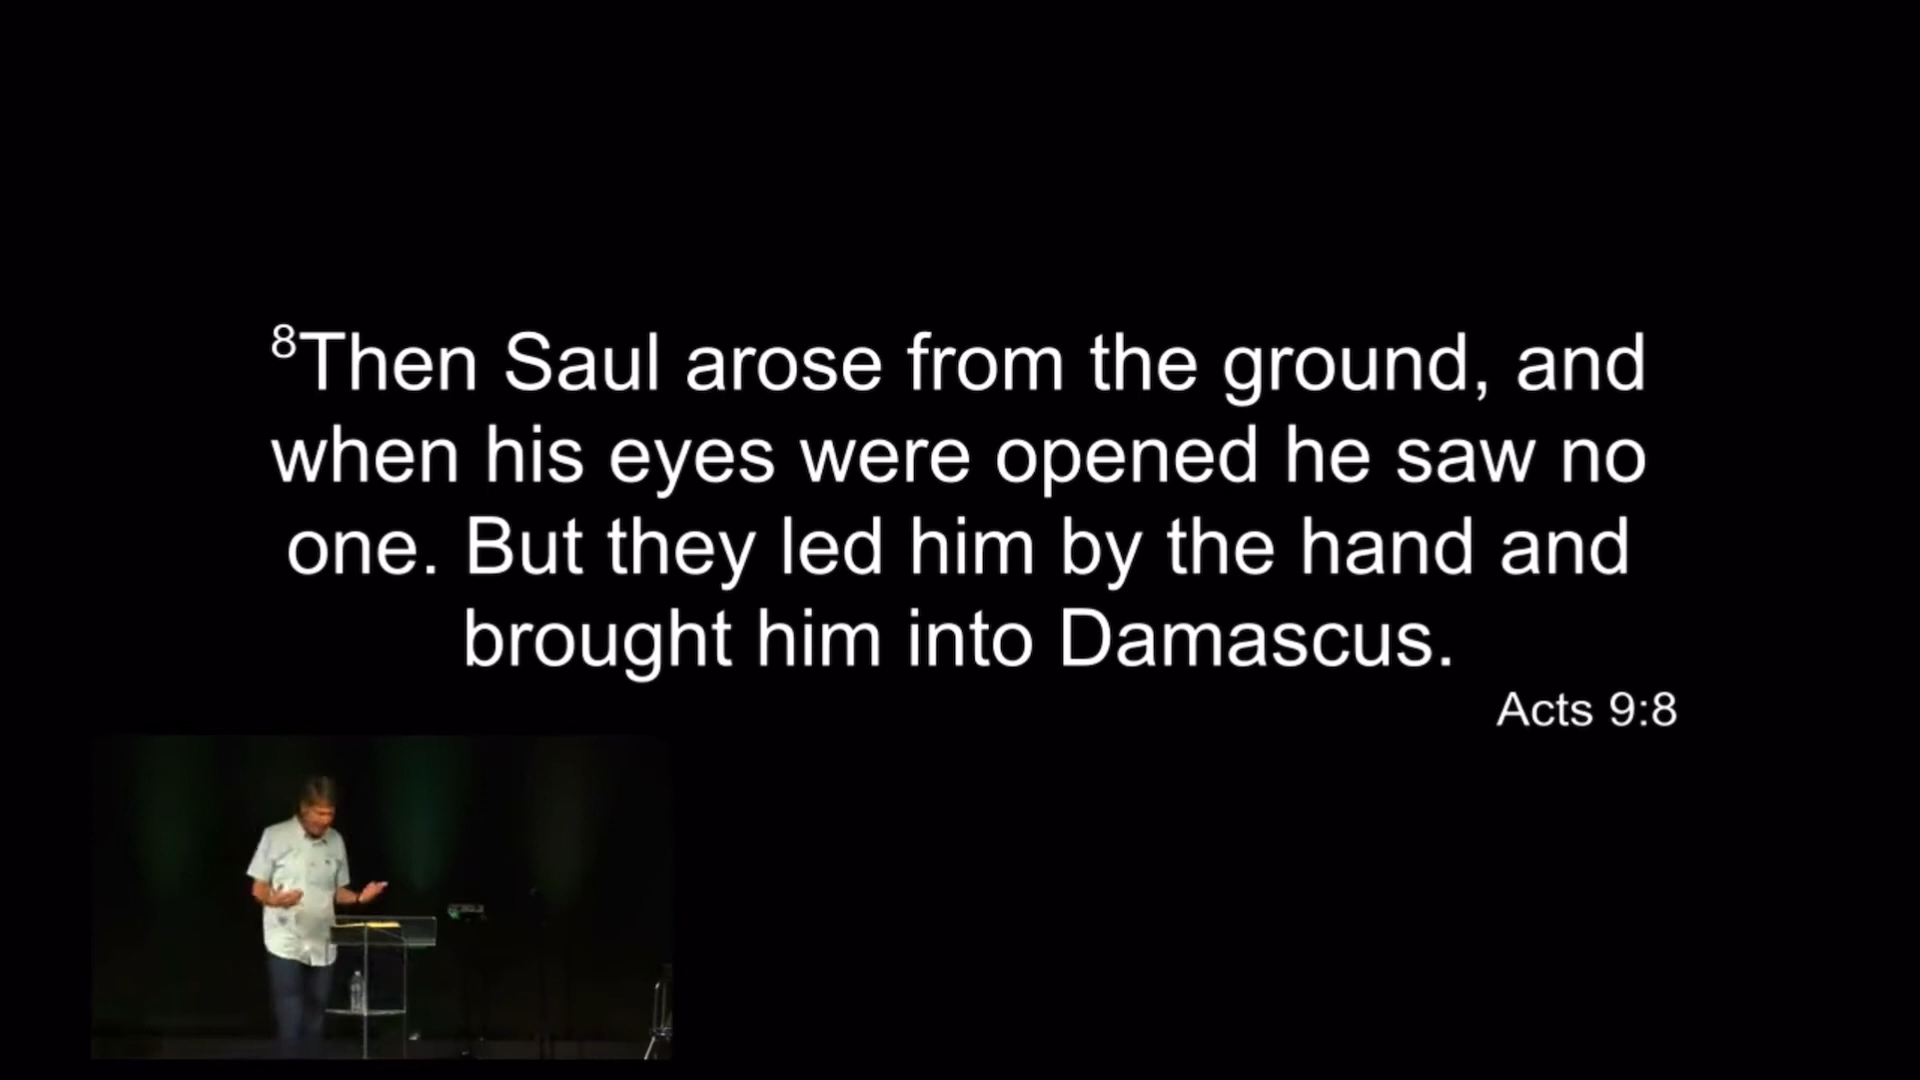 ⁸Then Saul arose from the ground, and
when his eyes were opened he saw no
one. But they led him by the hand and
brought him into Damascus.
Acts 9:8